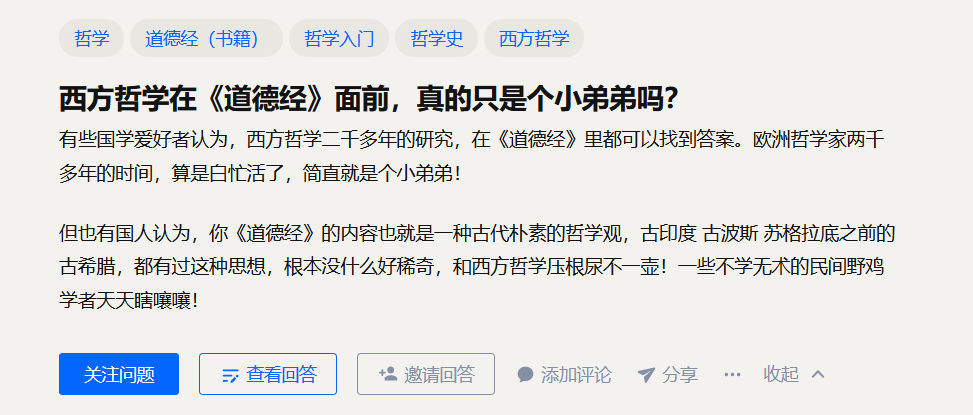 哲学 道德经（书籍） 哲学入门 哲学史 西方哲学
西方哲学在《道德经》面前，真的只是个小弟弟吗？
有些国学爱好者认为，西方哲学二千多年的研究，在《道德经》里都可以找到答案。欧洲哲学家两千
多年的时间，算是白忙活了，简直就是个小弟弟！
但也有国人认为，你《道德经》的内容也就是一种古代朴素的哲学观，古印度 古波斯 苏格拉底之前的
古希腊，都有过这种思想，根本没什么好稀奇，和西方哲学压根尿不一壶！一些不学无术的民间野鸡
学者天天瞎嚷嚷！
关注问题 查看回答 邀请回答 添加评论 分享 ··· 收起